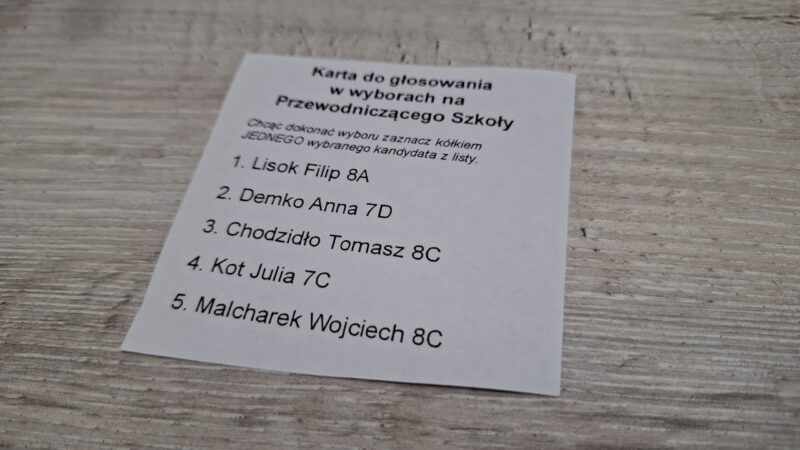 Karta do głosowania
w wyborach na
Przewodniczącego Szkoły
Chcąc dokonać wyboru zaznacz kółkiem
JEDNEGO wybranego kandydata z listy.
1. Lisok Filip 8A
2. Demko Anna 7D
3. Chodzidło Tomasz 8C
4. Kot Julia 7C
5. Malcharek Wojciech 8C